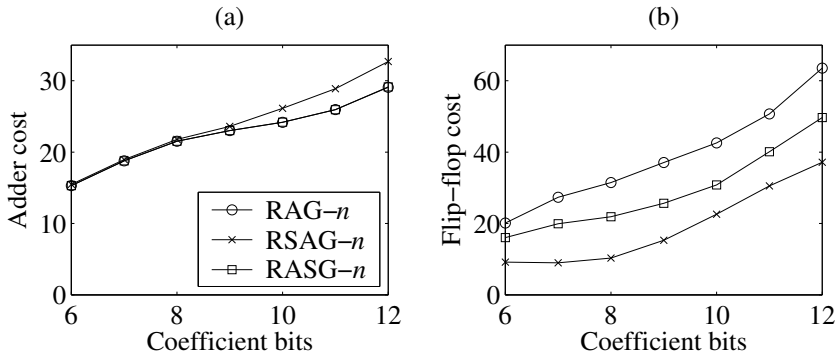 (a)
Adder cost
30
20
10
0
6
8
10
12
Coefficient bits
RAG–n
RSAG–n
RASG–n
(b)
Flip–flop cost
60
40
20
0
6
8
10
12
Coefficient bits